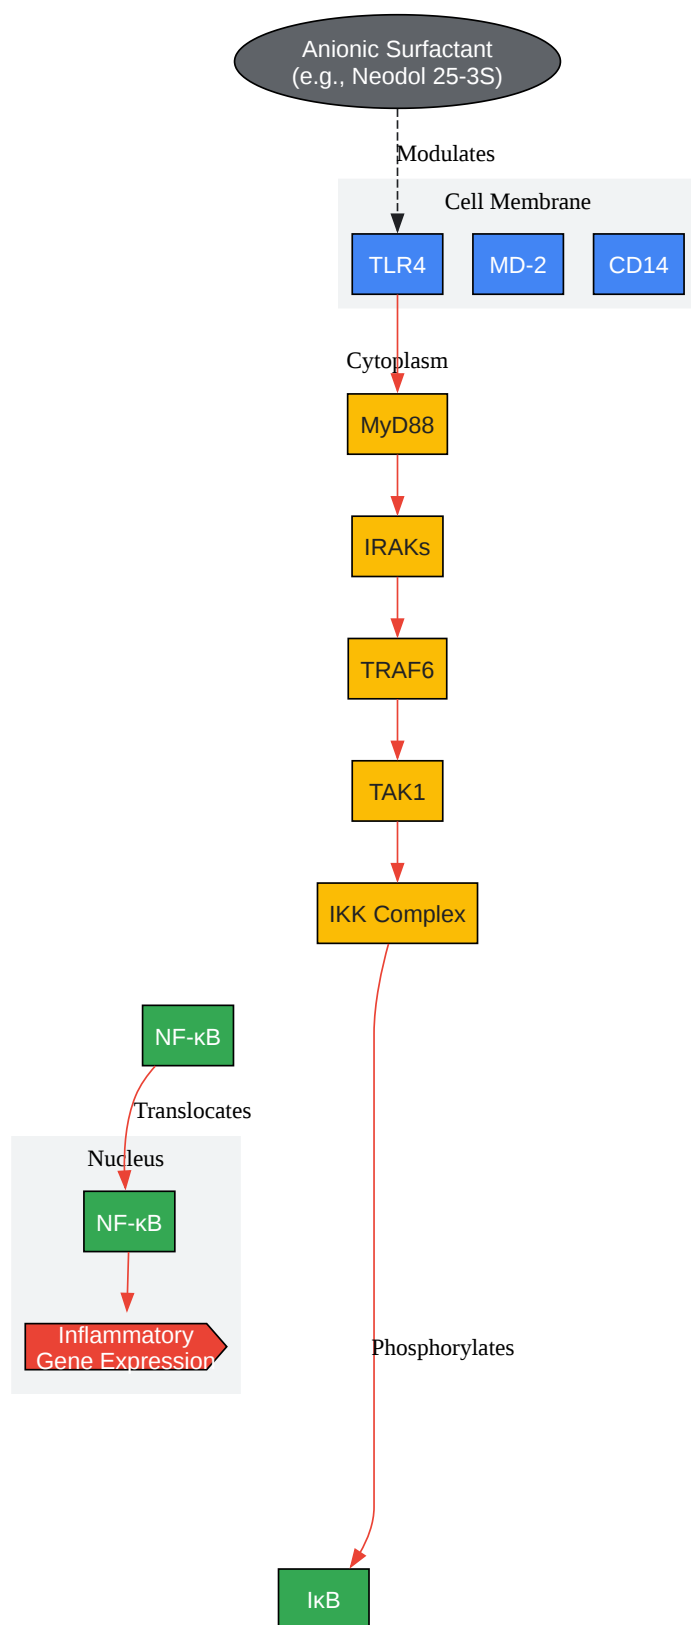 Anionic Surfactant
(e.g., Neodol 25-3S)
Modulates
Cell Membrane
TLR4
MD-2
CD14
Cytoplasm
MyD88
IRAKs
TRAF6
TAK1
IKK Complex
NF-κB
Translocates
Nucleus
NF-κB
Inflammatory
Gene Expression
Phosphorylates
IκB